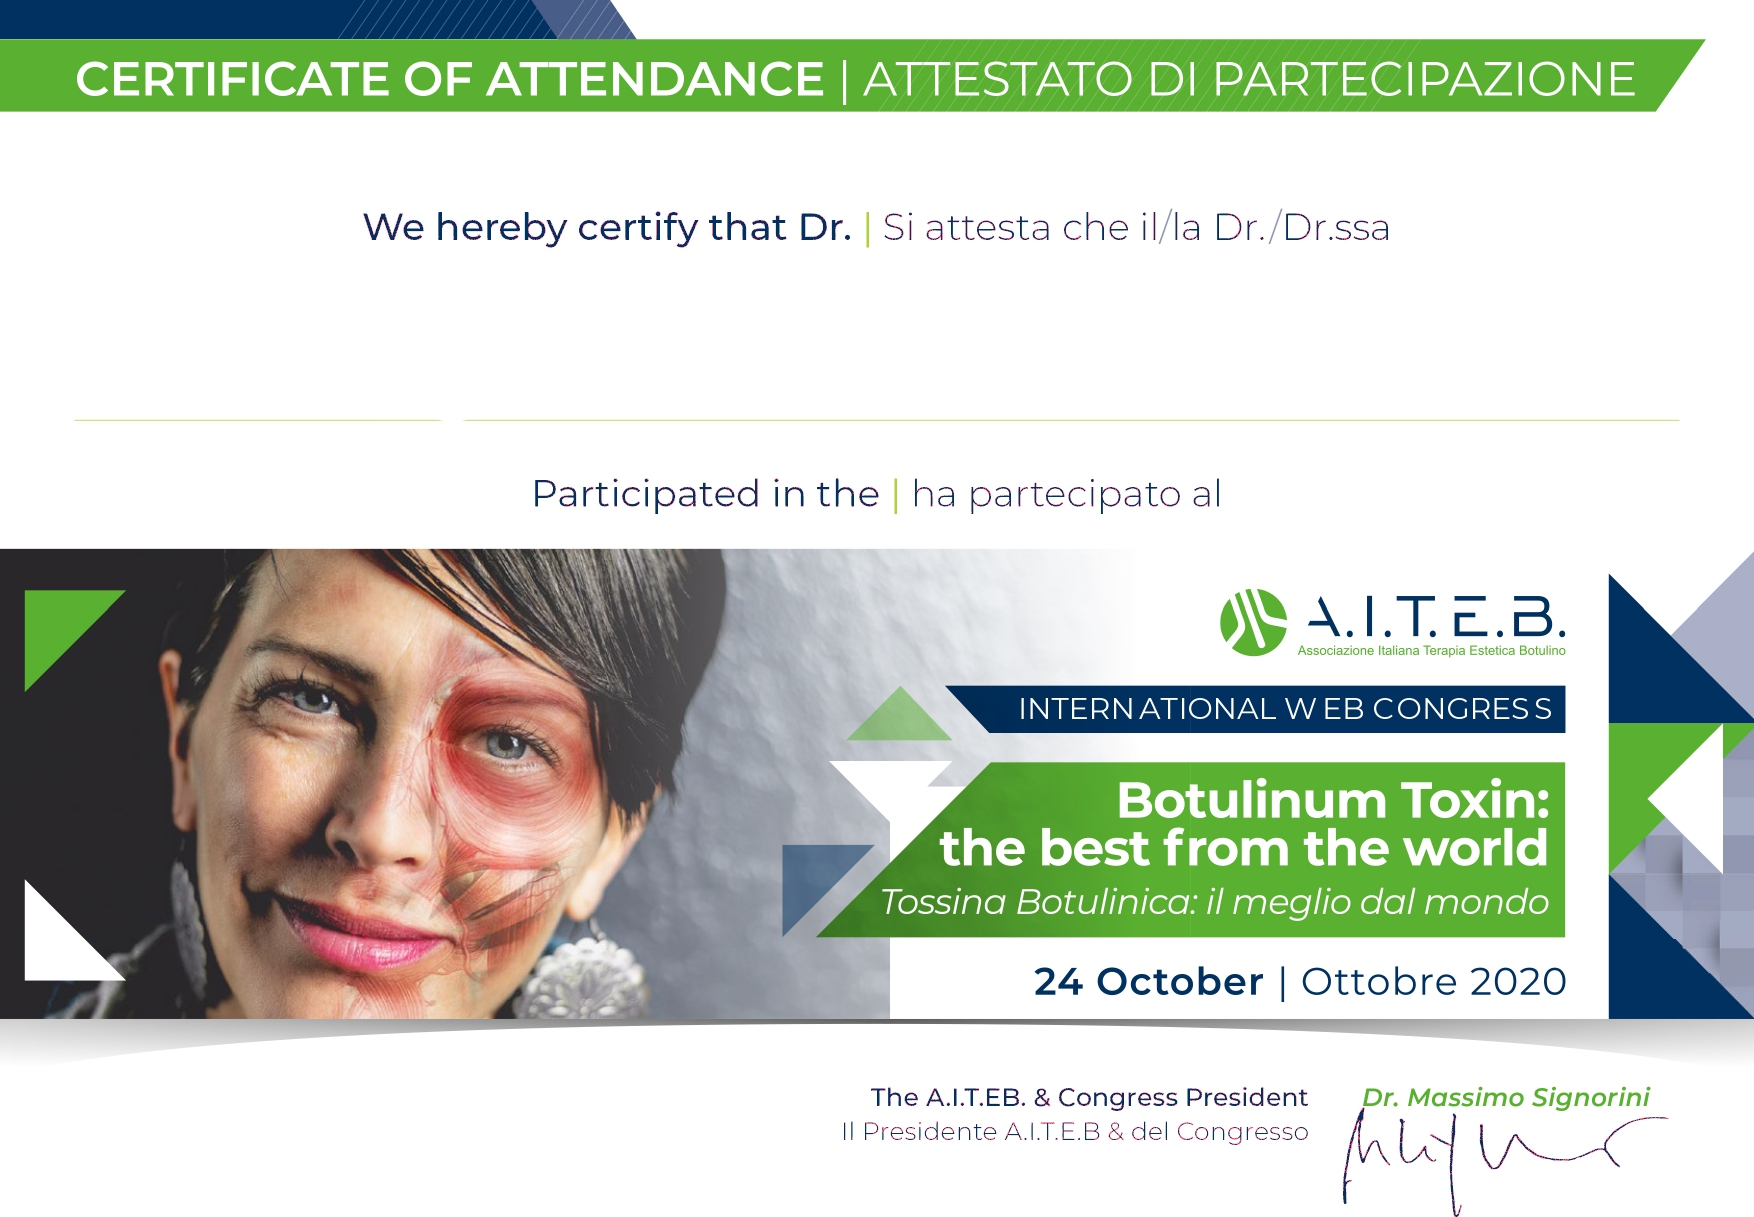 CERTIFICATE OF ATTENDANCE | ATTESTATO DI PARTECIPAZIONE
We hereby certify that Dr. | Si attesta che il/la Dr./Dr.ssa
Participated in the | ha partecipato al
A.I.T.E.B.
Associazione Italiana Terapia Estetica Botulino
INTERNATIONAL WEB CONGRESS
Botulinum Toxin:
the best from the world
Tossina Botulinica: il meglio dal mondo
24 October | Ottobre 2020
The A.I.T.EB. & Congress President
Dr. Massimo Signorini
Il Presidente A.I.T.E.B & del Congresso